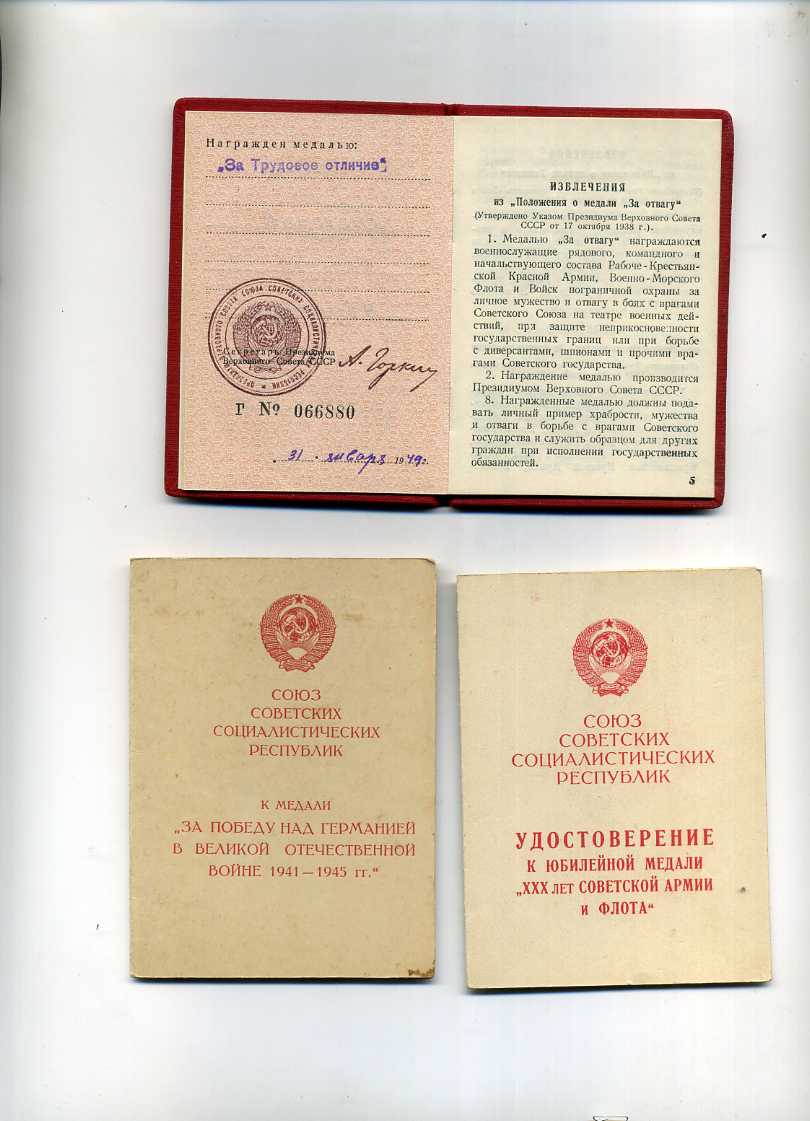 Награжден медалью:
„За Трудовое отличие“
Секретарь Президиума
Верховного Совета СССР
А. Горкин
Г № 066880
31 января 1949г.
ИЗВЛЕЧЕНИЯ
из „Положения о медали „За отвагу“
(Утверждено Указом Президиума Верховного Совета
СССР от 17 октября 1938 г.).
1. Медалью „За отвагу“ награждаются
военнослужащие рядового, командного и
начальствующего состава Рабоче-Крестьян-
ской Красной Армии, Военно-Морского
Флота и Войск пограничной охраны за
личное мужество и отвагу в боях с врагами
Советского Союза на театре военных дей-
ствий, при защите неприкосновенности
государственных границ или при борьбе
с диверсантами, шпионами и прочими вра-
гами Советского государства.
2. Награждение медалью производится
Президиумом Верховного Совета СССР.
8. Награжденные медалью должны пода-
вать личный пример храбрости, мужества
и отваги в борьбе с врагами Советского
государства и служить образцом для других
граждан при исполнении государственных
обязанностей.
5
СОЮЗ
СОВЕТСКИХ
СОЦИАЛИСТИЧЕСКИХ
РЕСПУБЛИК
К МЕДАЛИ
„ЗА ПОБЕДУ НАД ГЕРМАНИЕЙ
В ВЕЛИКОЙ ОТЕЧЕСТВЕННОЙ
ВОЙНЕ 1941—1945 гг.“
СОЮЗ
СОВЕТСКИХ
СОЦИАЛИСТИЧЕСКИХ
РЕСПУБЛИК
УДОСТОВЕРЕНИЕ
К ЮБИЛЕЙНОЙ МЕДАЛИ
„XXX ЛЕТ СОВЕТСКОЙ АРМИИ
И ФЛОТА“